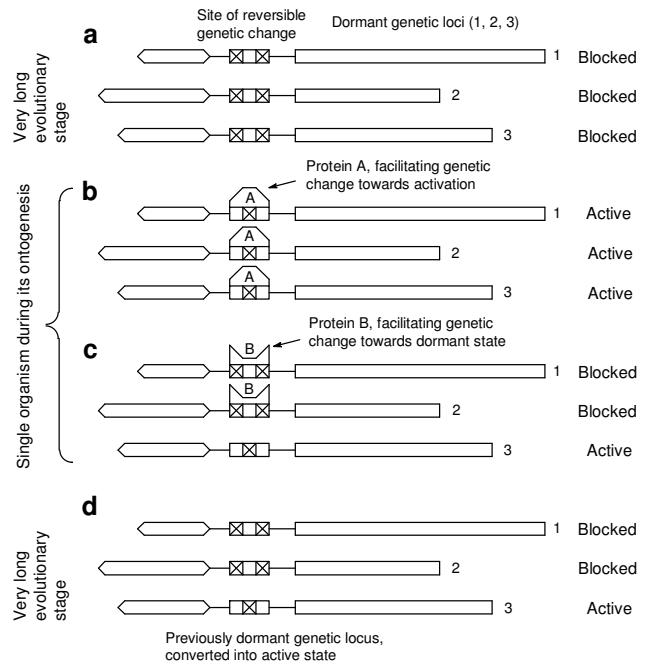 Site of reversible
genetic change
Dormant genetic loci (1, 2, 3)
a
Very long
evolutionary
stage
1 Blocked
2 Blocked
3 Blocked
Single organism during its ontogenesis
b
Protein A, facilitating genetic
change towards activation
A
1 Active
A
2 Active
A
3 Active
c
Protein B, facilitating genetic
change towards dormant state
B
1 Blocked
B
2 Blocked
3 Active
d
Very long
evolutionary
stage
1 Blocked
2 Blocked
3 Active
Previously dormant genetic locus,
converted into active state